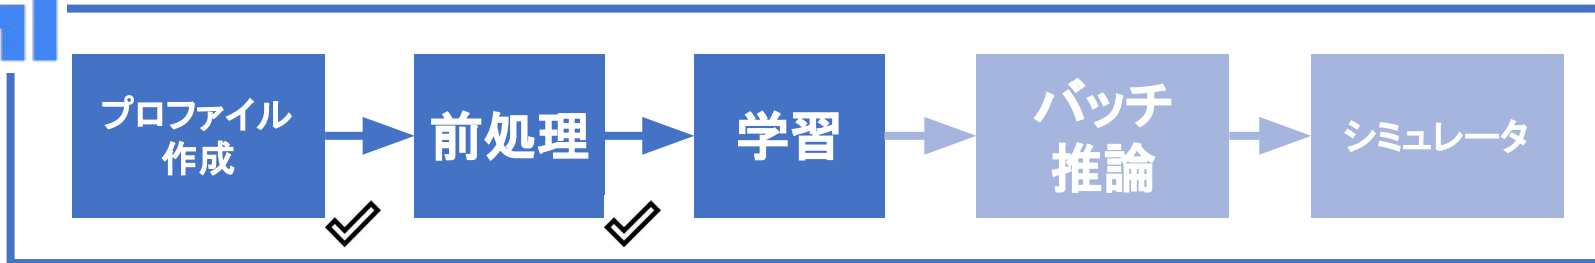 プロファイル
作成
前処理
学習
バッチ
推論
シミュレータ